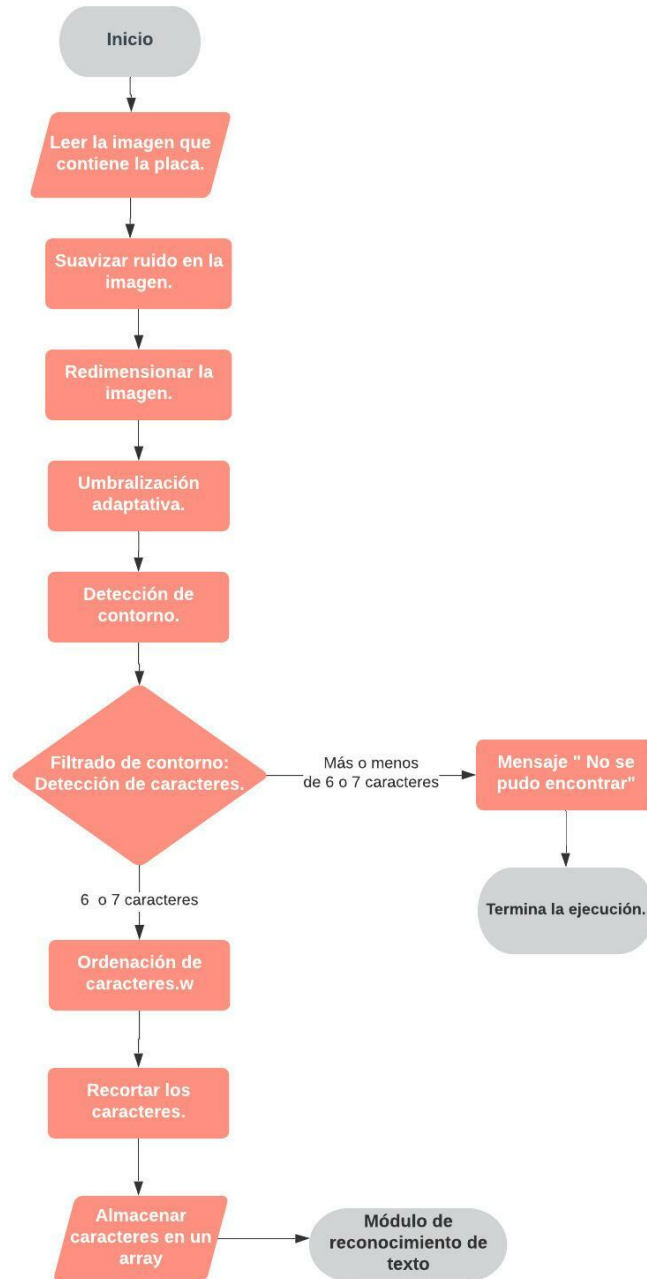 Inicio
Leer la imagen que
contiene la placa.
Suavizar ruido en la
imagen.
Redimensionar la
imagen.
Umbralización
adaptativa.
Detección de
contorno.
Filtrado de contorno:
Detección de caracteres.
Más o menos
de 6 o 7 caracteres
Mensaje " No se
pudo encontrar"
Termina la ejecución.
6 o 7 caracteres
Ordenación de
caracteres.w
Recortar los
caracteres.
Almacenar
caracteres en un
array
Módulo de
reconocimiento de
texto